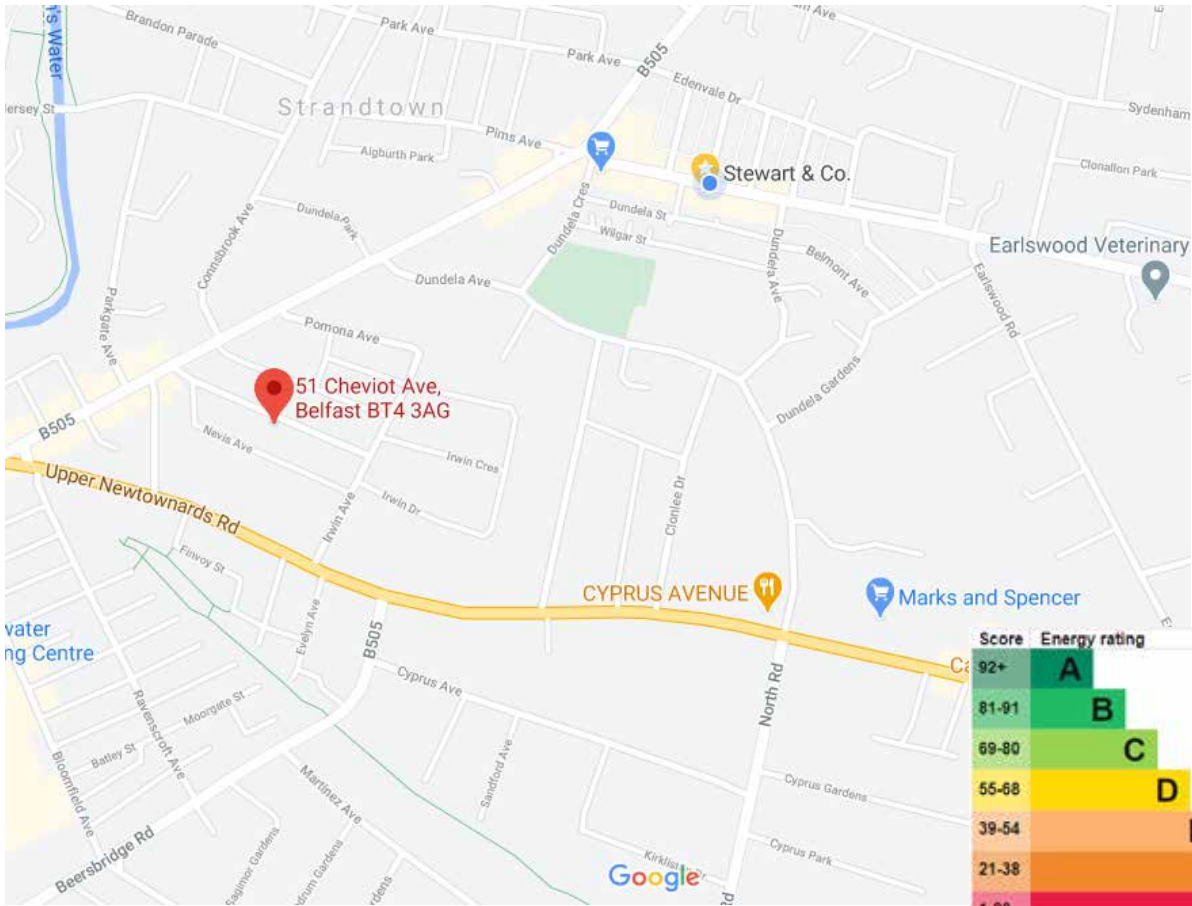 Brandon Parade
Park Ave
Park Ave
B505
Edenvale Dr
Sydenham
Strandtown
Pims Ave
Aigburth Park
Clonallon Park
Stewart & Co.
Dundela St
Wilgar St
Dundela Cres
Dundela Park
Connsbrook Ave
Dundela Ave
Dundela Ave
Belmont Ave
Earlswood Rd
Earlswood Veterinary
Parkgate Ave
Pomona Ave
51 Cheviot Ave,
Belfast BT4 3AG
Dundela Gardens
B505
Nevis Ave
Irwin Cres
Irwin Dr
Irwin Ave
Clonlee Dr
Upper Newtownards Rd
Finvoy St
Evelyn Ave
B505
CYPRUS AVENUE
Marks and Spencer
North Rd
Cyprus Ave
Moorgate St
Ravenscroft Ave
Batley St
Bloomfield Ave
Martinez Ave
Sandford Ave
Cyprus Gardens
Cyprus Park
Beersbridge Rd
Google
Score Energy rating
92+ A
81-91 B
69-80 C
55-68 D
39-54
21-38